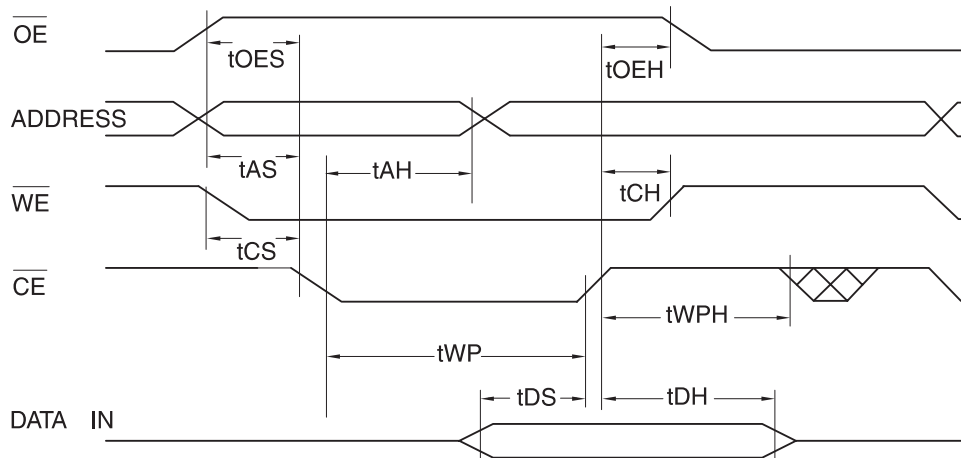 OE
tOES
tOEH
ADDRESS
tAS
tAH
tCH
WE
tCS
CE
tWPH
tWP
tDS
tDH
DATA IN